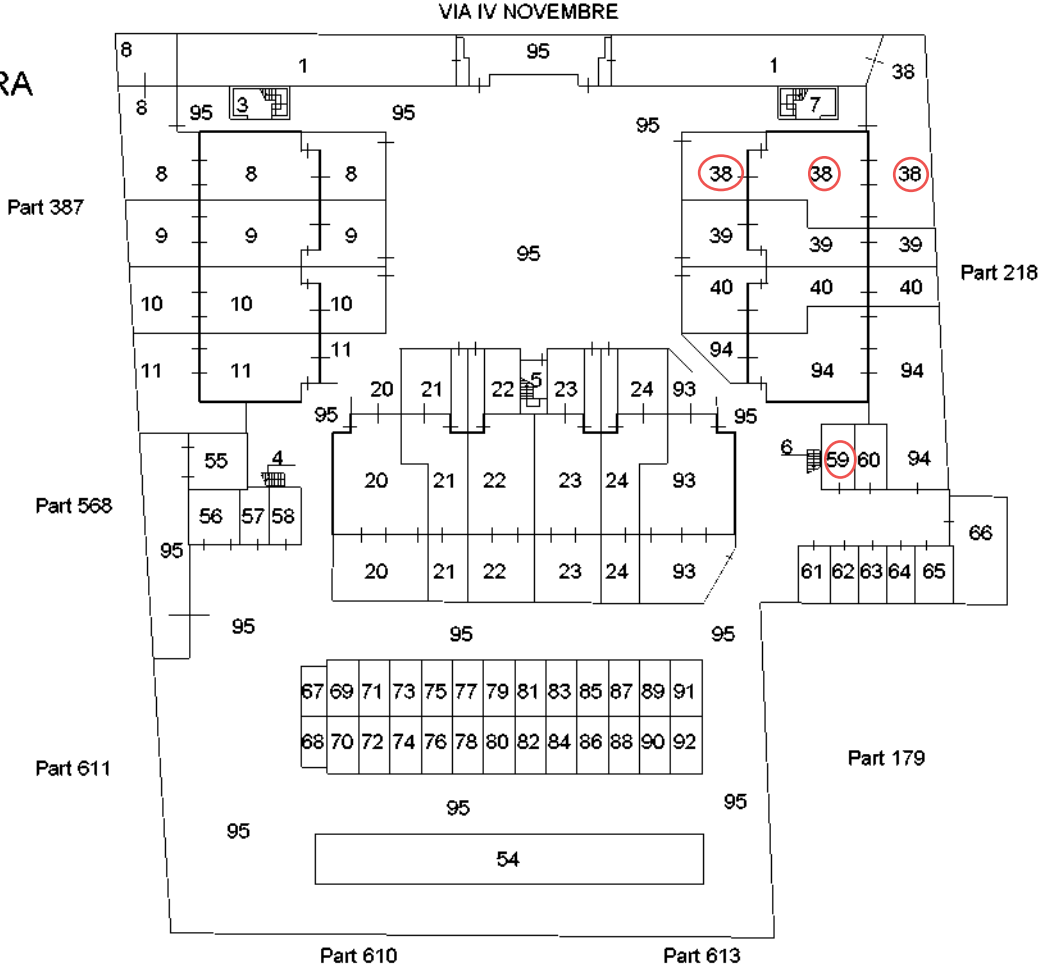 VIA IV NOVEMBRE
8 1 95 1 38
RA
8 95 3 95 95 7
8 8 8 38 38 38
Part 387
9 9 9 39 39 39
95
Part 218
10 10 10 40 40 40
11 11 11 94 94 94
20 21 22 5 23 24 93
95 95
55 4 6 59 60 94
20 21 22 23 24 93
Part 568
56 57 58 66
95
20 21 22 23 24 93 61 62 63 64 65
95 95 95
67 69 71 73 75 77 79 81 83 85 87 89 91
68 70 72 74 76 78 80 82 84 86 88 90 92
Part 611 Part 179
95 95 95
54
Part 610 Part 613